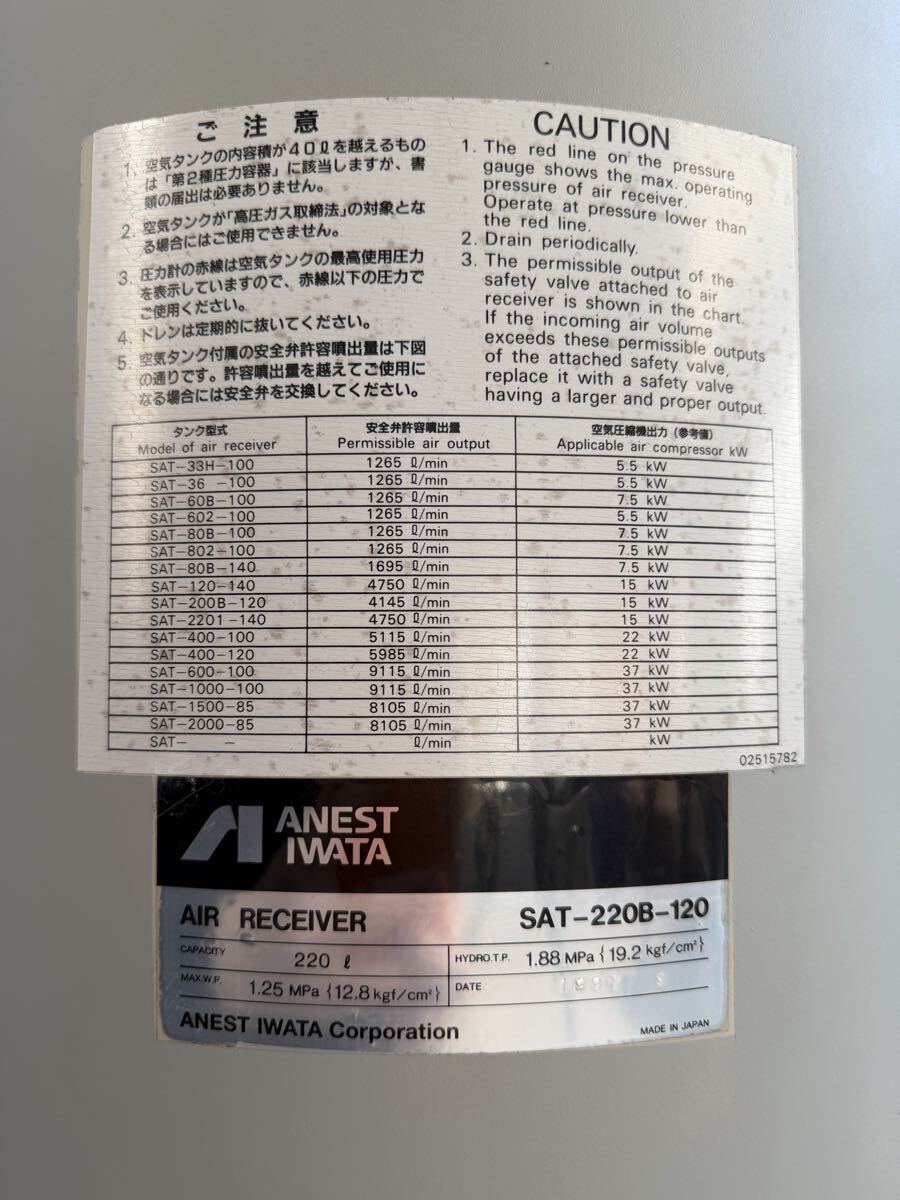 ご注意
1. 空気タンクの内容積が40ℓを越えるもの
は「第2種圧力容器」に該当しますが、書
類の届出は必要ありません。
2. 空気タンクが「高圧ガス取締法」の対象とな
る場合にはご使用できません。
3. 圧力計の赤線は空気タンクの最高使用圧力
を表示していますので、赤線以下の圧力で
ご使用ください。
4. ドレンは定期的に抜いてください。
5. 空気タンク付属の安全弁許容噴出量は下図
の通りです。許容噴出量を越えてご使用に
なる場合には安全弁を交換してください。
CAUTION
1. The red line on the pressure
gauge shows the max. operating
pressure of air receiver.
Operate at pressure lower than
the red line.
2. Drain periodically.
3. The permissible output of the
safety valve attached to air
receiver is shown in the chart.
If the incoming air volume
exceeds these permissible outputs
of the attached safety valve,
replace it with a safety valve
having a larger and proper output.
タンク型式 安全弁許容噴出量 空気圧縮機出力(参考値)
Model of air receiver Permissible air output Applicable air compressor kW
SAT-33H-100 1265 ℓ/min 5.5 kW
SAT-36 -100 1265 ℓ/min 5.5 kW
SAT-60B-100 1265 ℓ/min 7.5 kW
SAT-602-100 1265 ℓ/min 5.5 kW
SAT-80B-100 1265 ℓ/min 7.5 kW
SAT-802-100 1265 ℓ/min 7.5 kW
SAT-80B-140 1695 ℓ/min 7.5 kW
SAT-120-140 4750 ℓ/min 15 kW
SAT-200B-120 4145 ℓ/min 15 kW
SAT-2201-140 4750 ℓ/min 15 kW
SAT-400-100 5115 ℓ/min 22 kW
SAT-400-120 5985 ℓ/min 22 kW
SAT-600-100 9115 ℓ/min 37 kW
SAT-1000-100 9115 ℓ/min 37 kW
SAT-1500-85 8105 ℓ/min 37 kW
SAT-2000-85 8105 ℓ/min 37 kW
SAT- - ℓ/min kW
02515782
ANEST
IWATA
AIR RECEIVER SAT-220B-120
CAPACITY 220 ℓ HYDRO.T.P. 1.88 MPa {19.2 kgf/cm²}
MAX.W.P. 1.25 MPa {12.8 kgf/cm²} DATE
ANEST IWATA Corporation MADE IN JAPAN